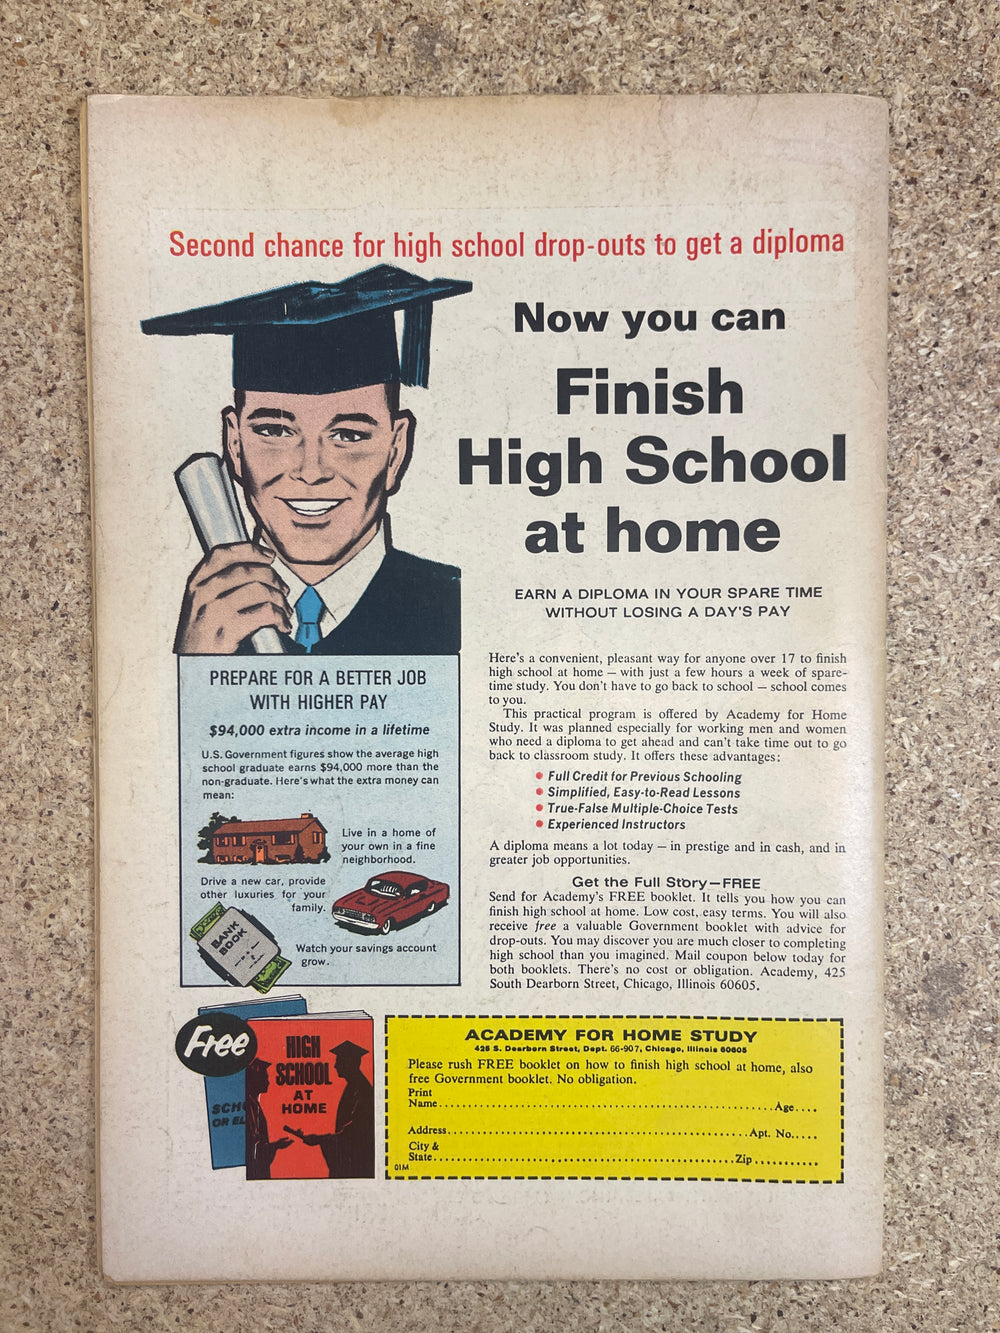 Second chance for high school drop-outs to get a diploma
Now you can
Finish
High School
at home
EARN A DIPLOMA IN YOUR SPARE TIME
WITHOUT LOSING A DAY'S PAY
PREPARE FOR A BETTER JOB
WITH HIGHER PAY
$94,000 extra income in a lifetime
U.S. Government figures show the average high
school graduate earns $94,000 more than the
non-graduate. Here's what the extra money can
mean:
Live in a home of
your own in a fine
neighborhood.
Drive a new car, provide
other luxuries for your
family.
BANK
BOOK
Watch your savings account
grow.
Here's a convenient, pleasant way for anyone over 17 to finish
high school at home — with just a few hours a week of spare-
time study. You don't have to go back to school — school comes
to you.
This practical program is offered by Academy for Home
Study. It was planned especially for working men and women
who need a diploma to get ahead and can't take time out to go
back to classroom study. It offers these advantages:
• Full Credit for Previous Schooling
• Simplified, Easy-to-Read Lessons
• True-False Multiple-Choice Tests
• Experienced Instructors
A diploma means a lot today — in prestige and in cash, and in
greater job opportunities.
Get the Full Story—FREE
Send for Academy's FREE booklet. It tells you how you can
finish high school at home. Low cost, easy terms. You will also
receive free a valuable Government booklet with advice for
drop-outs. You may discover you are much closer to completing
high school than you imagined. Mail coupon below today for
both booklets. There's no cost or obligation. Academy, 425
South Dearborn Street, Chicago, Illinois 60605.
Free
HIGH
SCHOOL
AT
HOME
SCH
OR EL
ACADEMY FOR HOME STUDY
425 S. Dearborn Street, Dept. 66-907, Chicago, Illinois 60605
Please rush FREE booklet on how to finish high school at home, also
free Government booklet. No obligation.
Print
Name..........Age....
Address..........Apt. No.....
City &
State..........Zip..........
01M